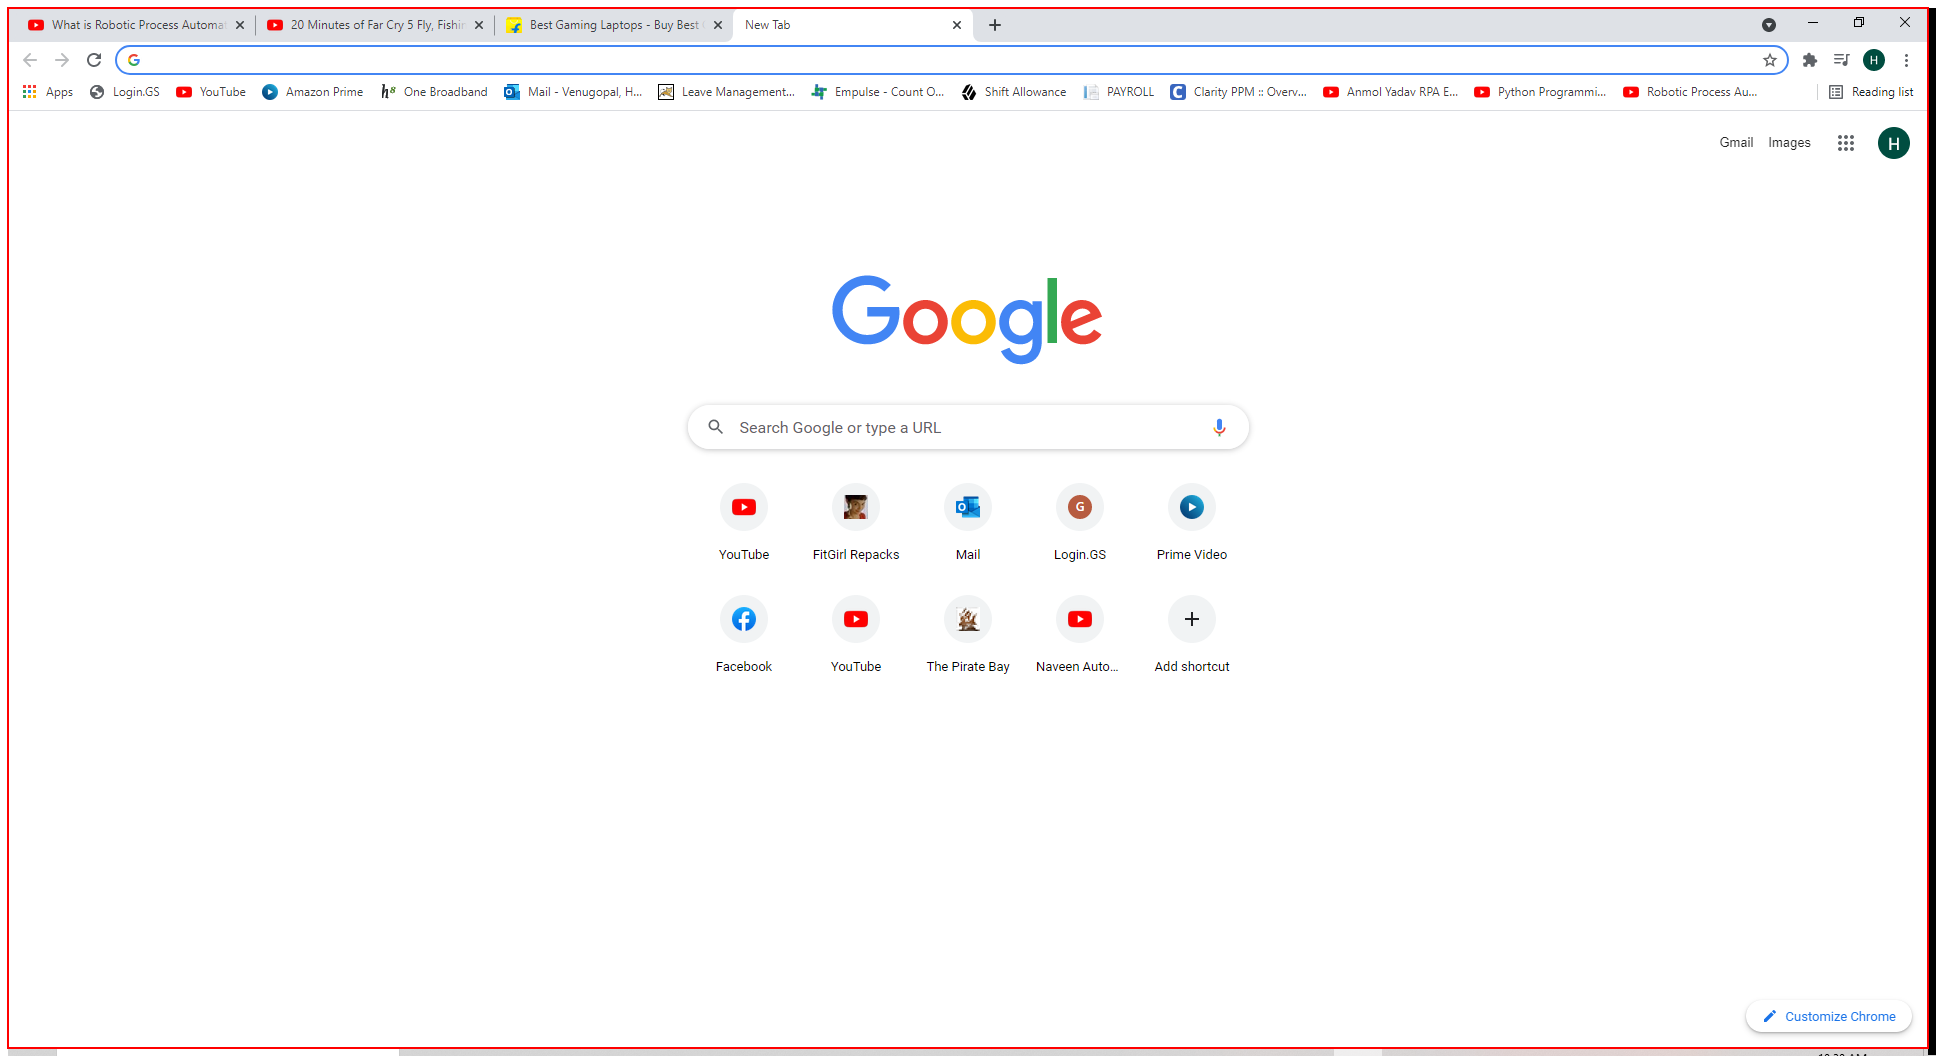 What is Robotic Process Automat
20 Minutes of Far Cry 5 Fly, Fishin
Best Gaming Laptops - Buy Best
New Tab
Apps
Login.GS
YouTube
Amazon Prime
One Broadband
Mail - Venugopal, H...
Leave Management...
Empulse - Count O...
Shift Allowance
PAYROLL
Clarity PPM :: Overv...
Anmol Yadav RPA E...
Python Programmi...
Robotic Process Au...
Reading list
H
Gmail
Images
H
Google
Search Google or type a URL
YouTube
FitGirl Repacks
Mail
G
Login.GS
Prime Video
Facebook
YouTube
The Pirate Bay
Naveen Auto...
Add shortcut
Customize Chrome